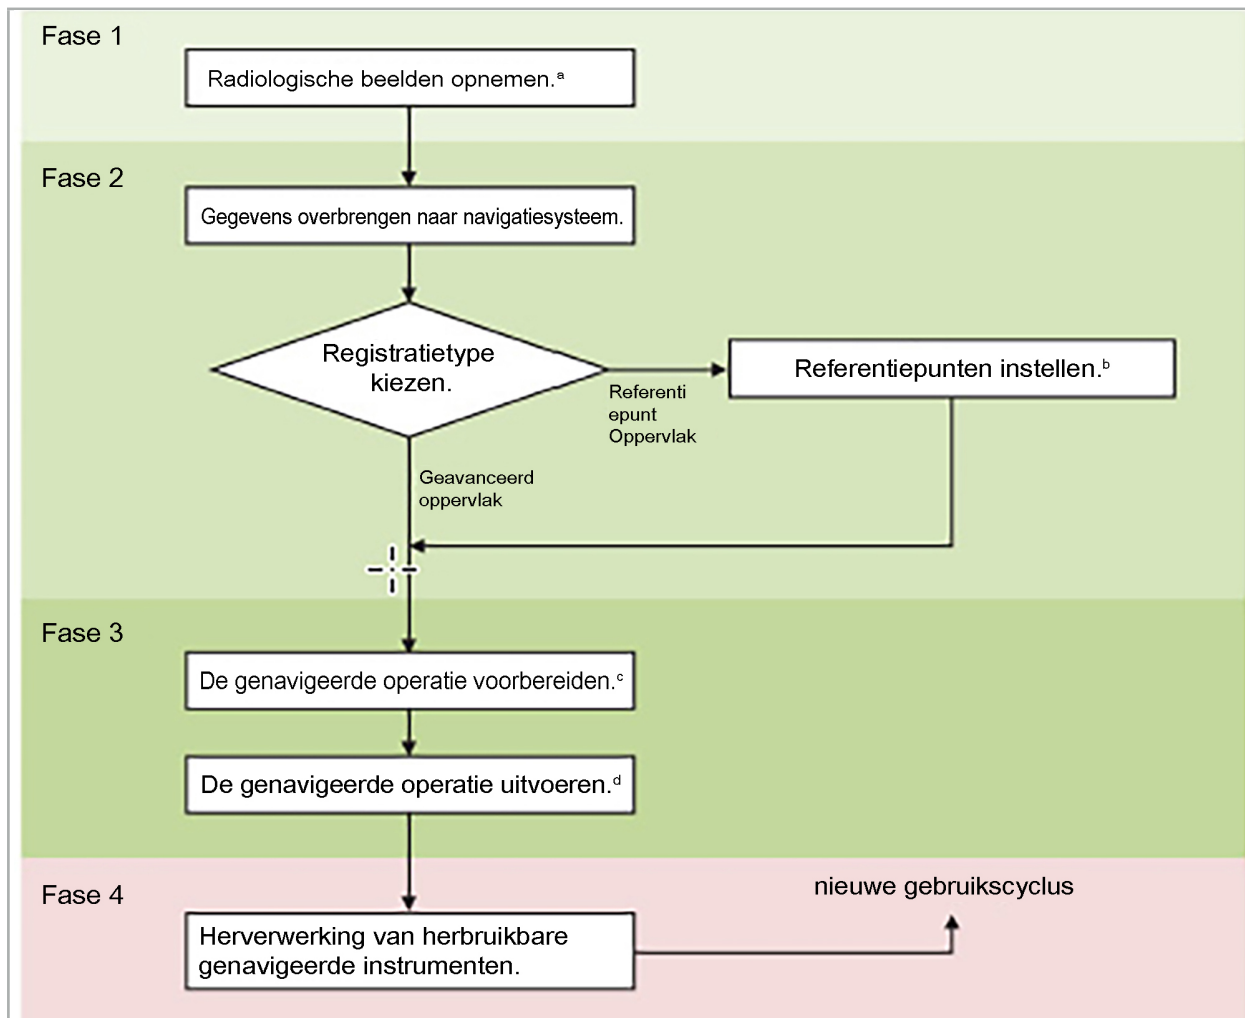 Fase 1
Radiologische beelden opnemen.ᵃ
Fase 2
Gegevens overbrengen naar navigatiesysteem.
Registratietype
kiezen.
Referentiepunten instellen.ᵇ
Referenti
epunt
Oppervlak
Geavanceerd
oppervlak
Fase 3
De genavigeerde operatie voorbereiden.ᶜ
De genavigeerde operatie uitvoeren.ᵈ
Fase 4
nieuwe gebruikscyclus
Herverwerking van herbruikbare
genavigeerde instrumenten.